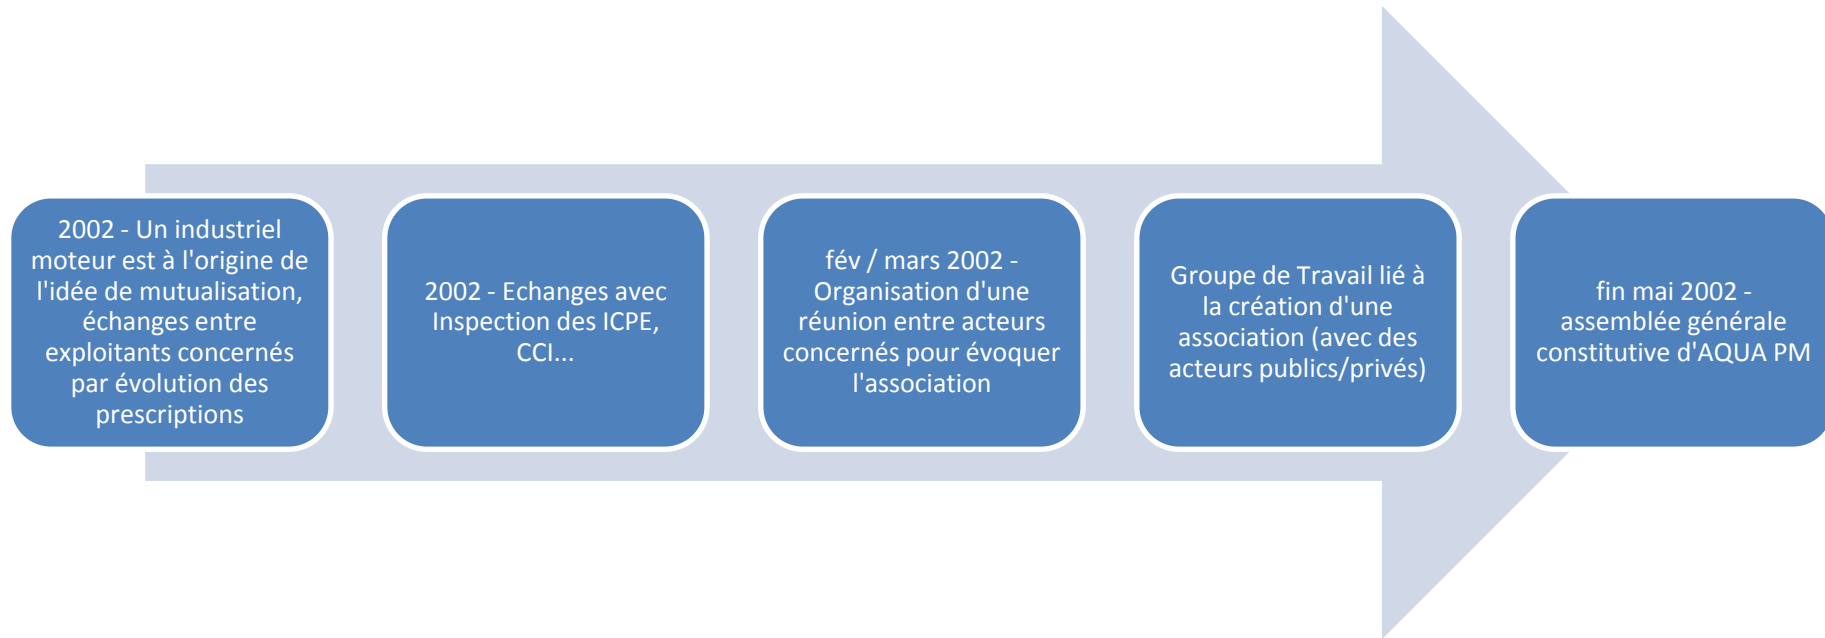 2002 - Un industriel
moteur est à l'origine de
l'idée de mutualisation,
échanges entre
exploitants concernés
par évolution des
prescriptions
2002 - Echanges avec
Inspection des ICPE,
CCI...
fév / mars 2002 -
Organisation d'une
réunion entre acteurs
concernés pour évoquer
l'association
Groupe de Travail lié à
la création d'une
association (avec des
acteurs publics/privés)
fin mai 2002 -
assemblée générale
constitutive d'AQUA PM